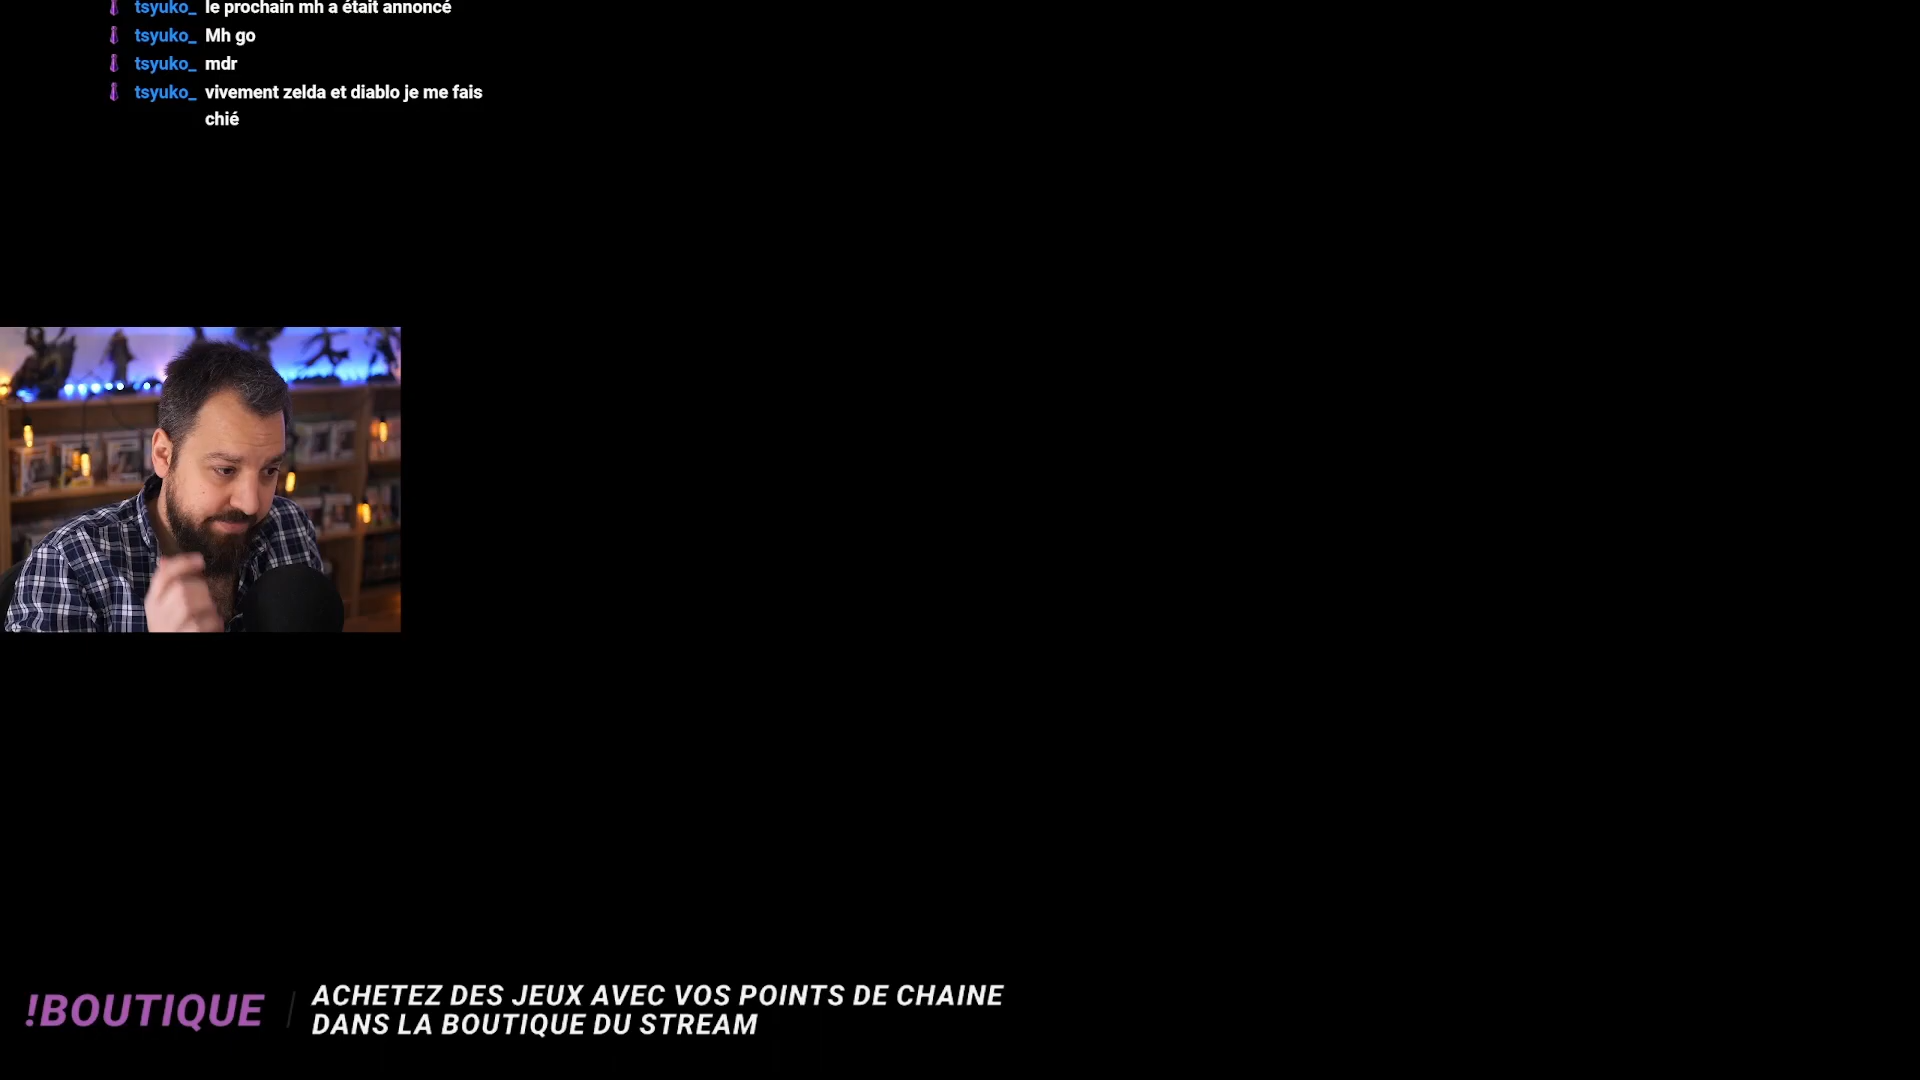 tsyuko_ le prochain mh a était annoncé
tsyuko_ Mh go
tsyuko_ mdr
tsyuko_ vivement zelda et diablo je me fais
chié
!BOUTIQUE
ACHETEZ DES JEUX AVEC VOS POINTS DE CHAINE
DANS LA BOUTIQUE DU STREAM